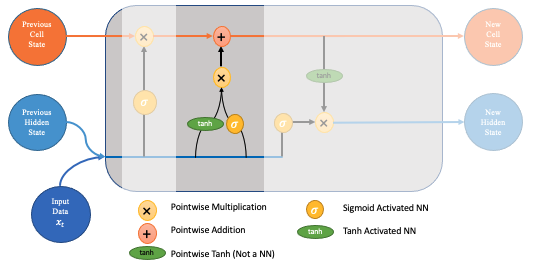 Previous
Cell
State
New
Cell
State
×
+
tanh
×
σ
Previous
Hidden
State
tanh
σ
σ
×
New
Hidden
State
Input
Data
xₜ
× Pointwise Multiplication
+ Pointwise Addition
tanh Pointwise Tanh (Not a NN)
σ Sigmoid Activated NN
tanh Tanh Activated NN